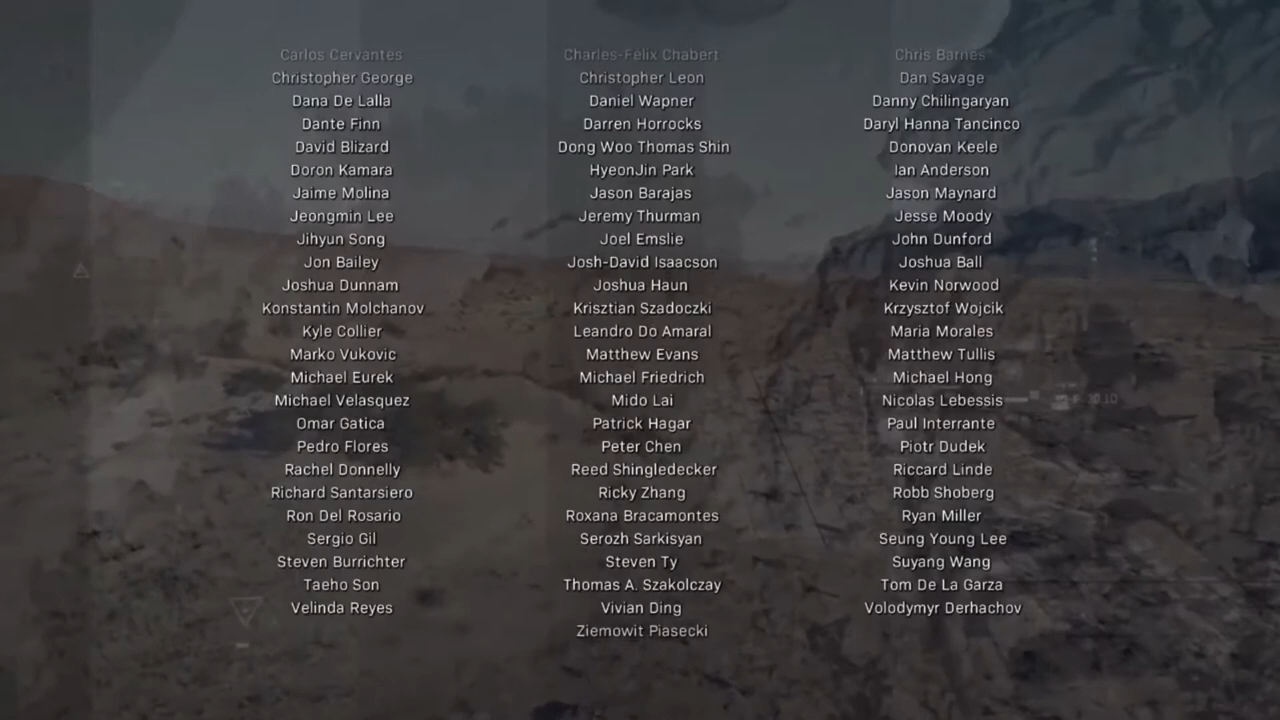 Carlos Cervantes Charles-Félix Chabert Chris Barnes
Christopher George Christopher Leon Dan Savage
Dana De Lalla Daniel Wapner Danny Chilingaryan
Dante Finn Darren Horrocks Daryl Hanna Tancinco
David Blizard Dong Woo Thomas Shin Donovan Keele
Doron Kamara HyeonJin Park Ian Anderson
Jaime Molina Jason Barajas Jason Maynard
Jeongmin Lee Jeremy Thurman Jesse Moody
Jihyun Song Joel Emslie John Dunford
Jon Bailey Josh-David Isaacson Joshua Ball
Joshua Dunnam Joshua Haun Kevin Norwood
Konstantin Molchanov Krisztian Szadoczki Krzysztof Wojcik
Kyle Collier Leandro Do Amaral Maria Morales
Marko Vukovic Matthew Evans Matthew Tullis
Michael Eurek Michael Friedrich Michael Hong
Michael Velasquez Mido Lai Nicolas Lebessis
Omar Gatica Patrick Hagar Paul Interrante
Pedro Flores Peter Chen Piotr Dudek
Rachel Donnelly Reed Shingledecker Riccard Linde
Richard Santarsiero Ricky Zhang Robb Shoberg
Ron Del Rosario Roxana Bracamontes Ryan Miller
Sergio Gil Serozh Sarkisyan Seung Young Lee
Steven Burrichter Steven Ty Suyang Wang
Taeho Son Thomas A. Szakolczay Tom De La Garza
Velinda Reyes Vivian Ding Volodymyr Derhachov
Ziemowit Piasecki